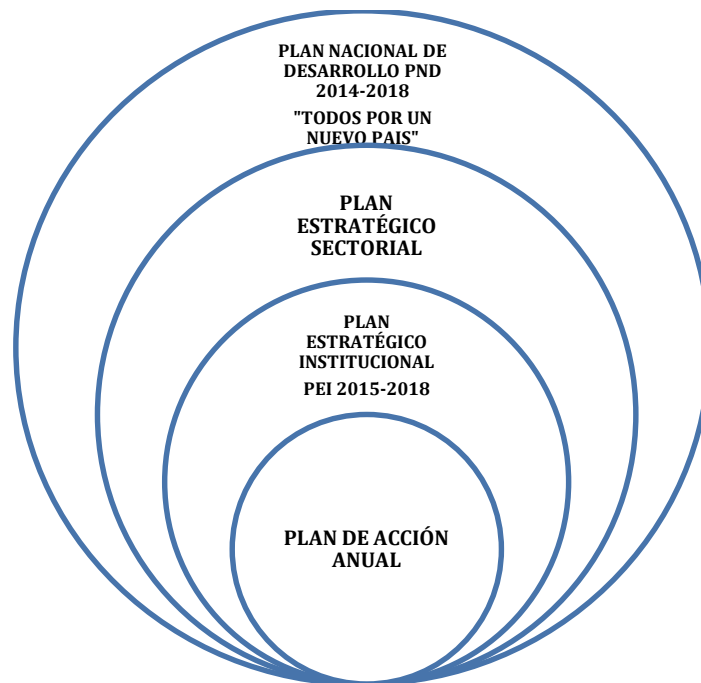 PLAN NACIONAL DE
DESARROLLO PND
2014-2018
"TODOS POR UN
NUEVO PAIS"
PLAN
ESTRATÉGICO
SECTORIAL
PLAN
ESTRATÉGICO
INSTITUCIONAL
PEI 2015-2018
PLAN DE ACCIÓN
ANUAL